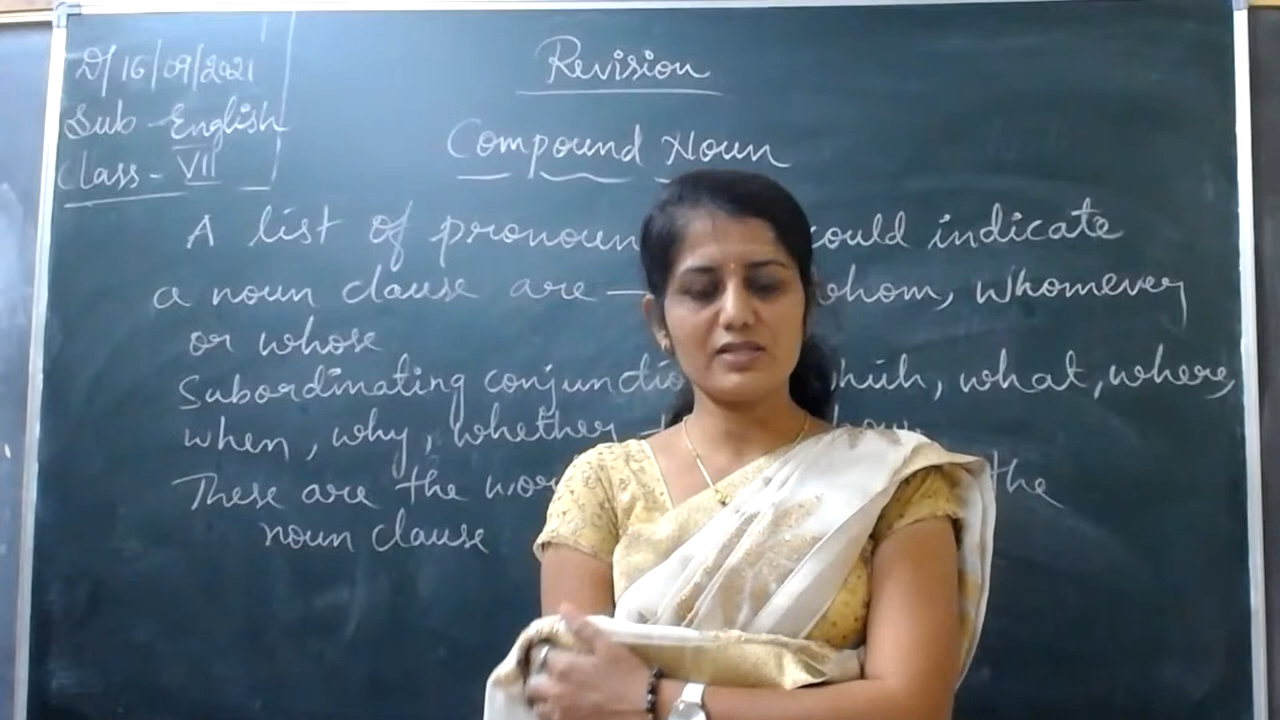 D/ 16/09/2021
Sub - English
Class - VII
Revision
Compound Noun
A list of pronoun could indicate
a noun clause are — whom, whomever
or whose
Subordinating conjunctio which, what, where,
when, why, whether how.
These are the wor the
noun clause